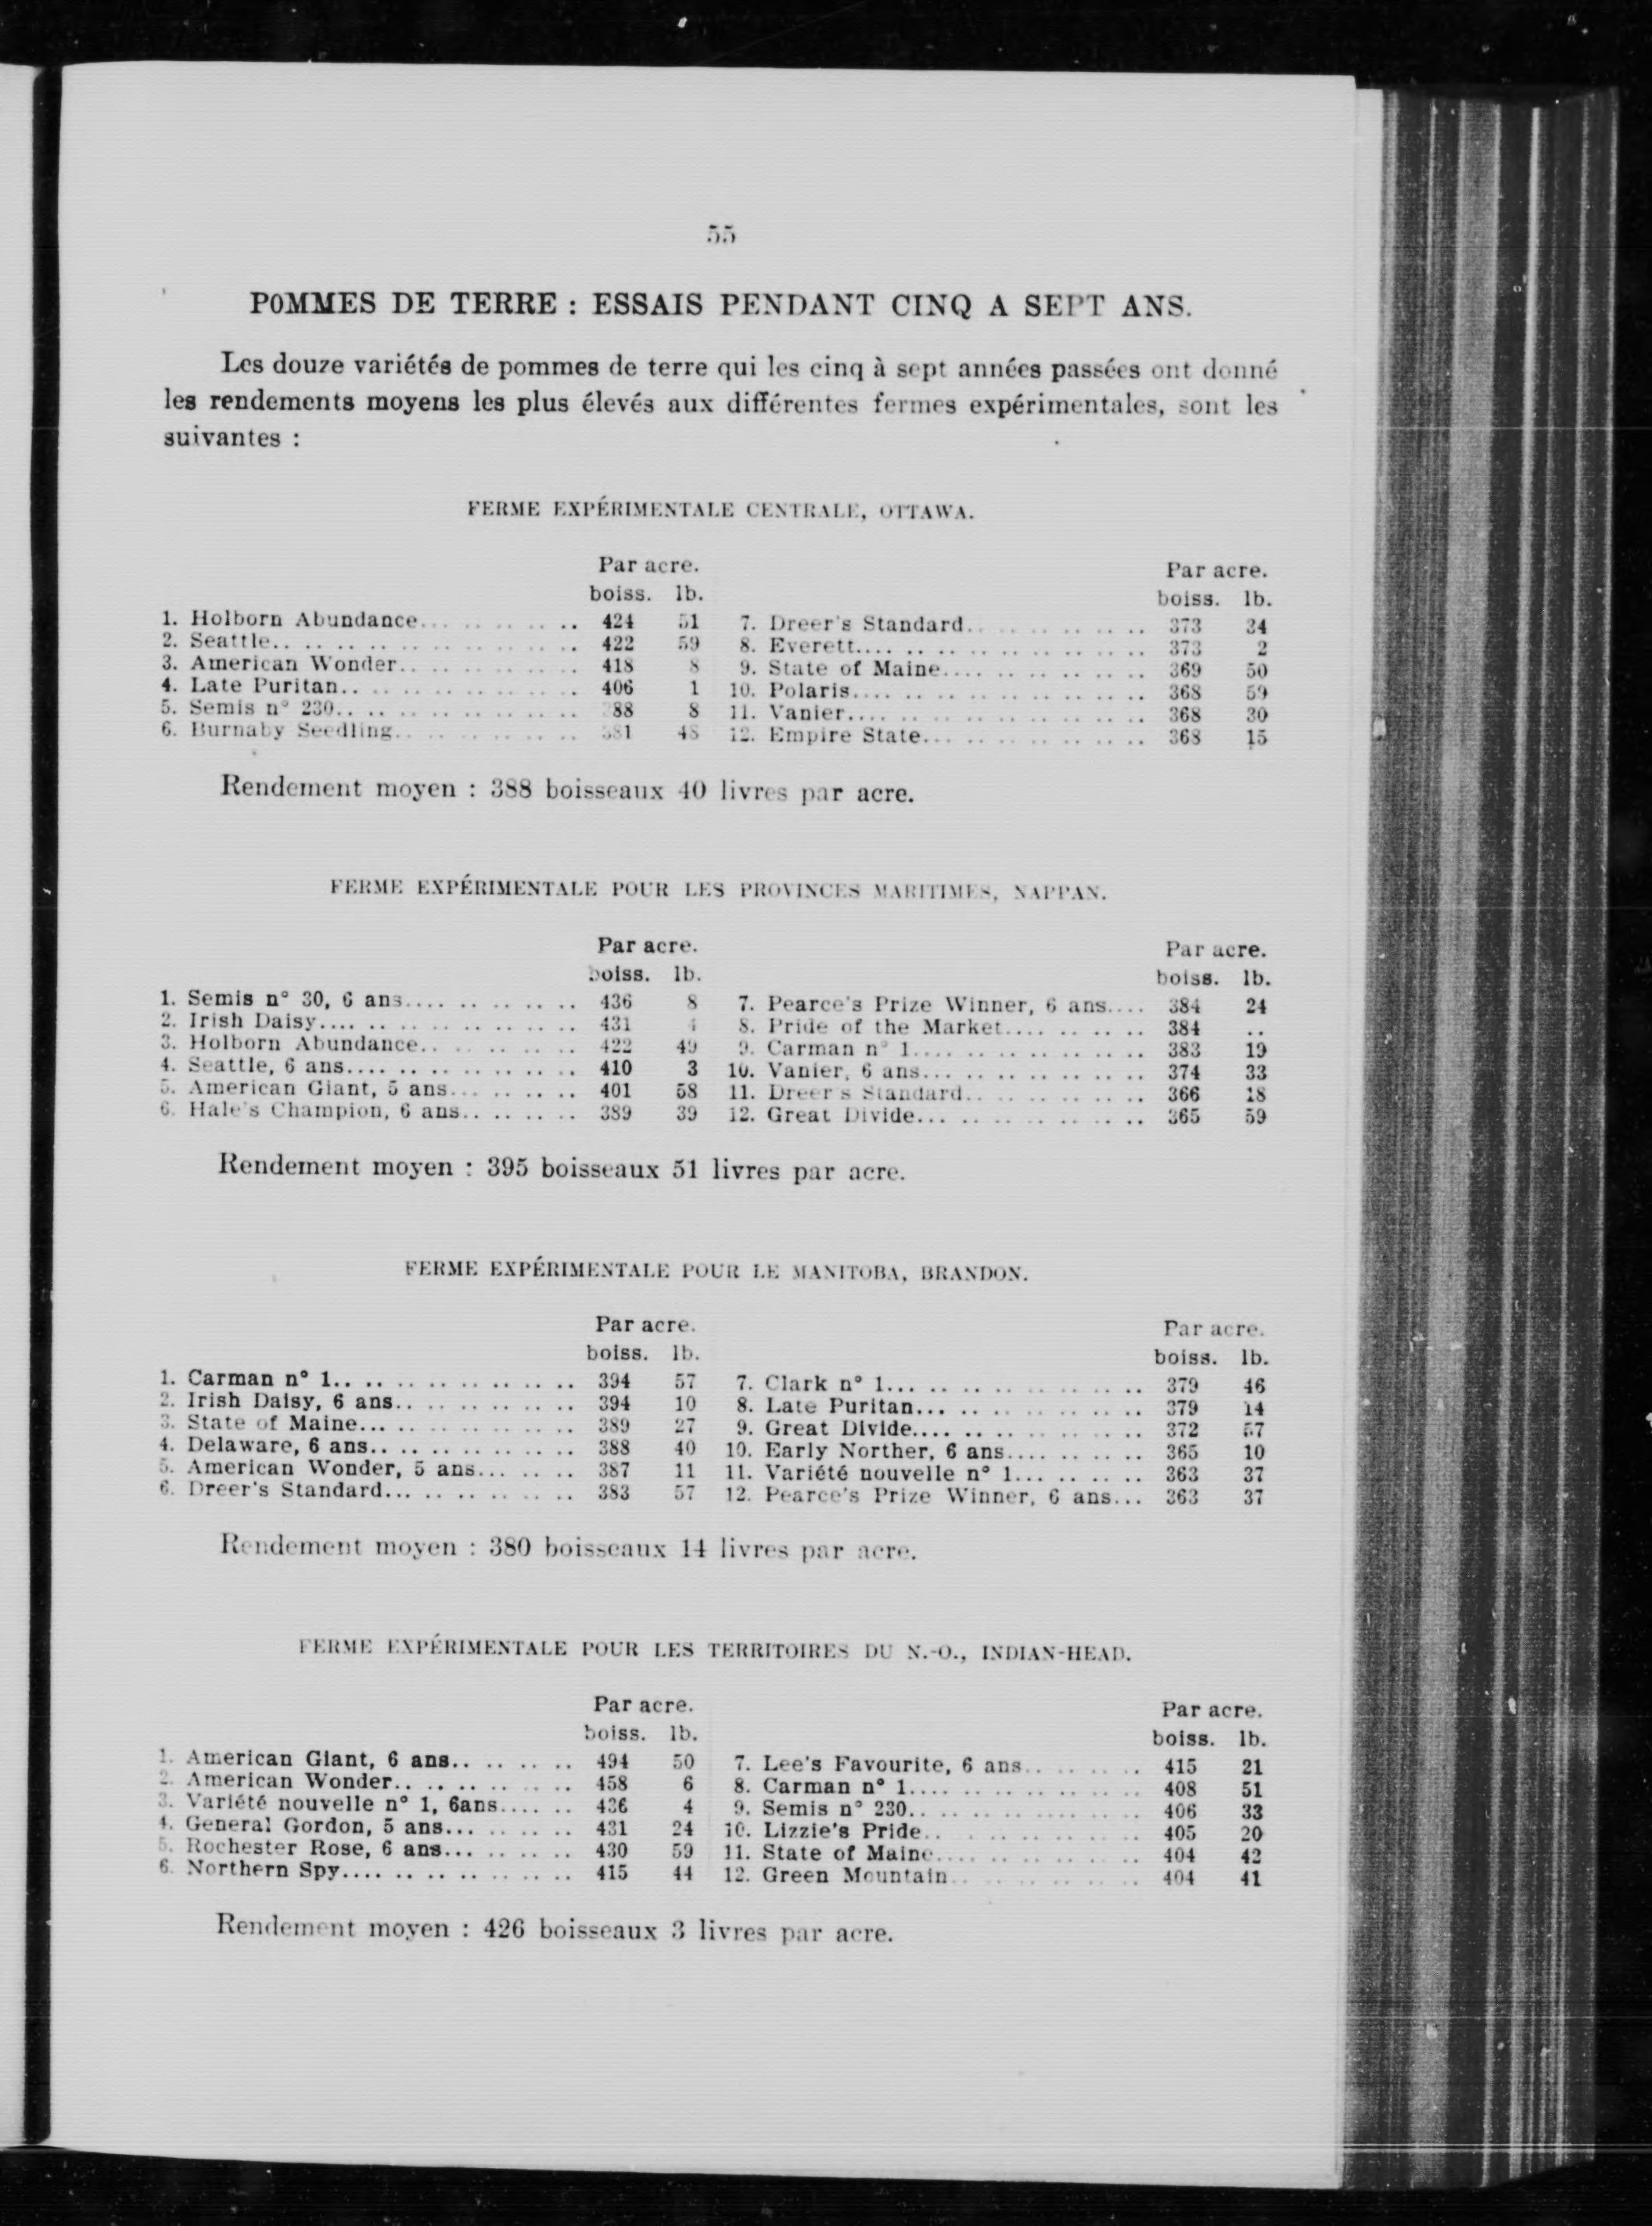 55
POMMES DE TERRE : ESSAIS PENDANT CINQ A SEPT ANS.
Les douze variétés de pommes de terre qui les cinq à sept années passées ont donné
les rendements moyens les plus élevés aux différentes fermes expérimentales, sont les
suivantes :
FERME EXPÉRIMENTALE CENTRALE, OTTAWA.
Par acre. Par acre.
boiss. lb. boiss. lb.
1. Holborn Abundance.. .. .. .. .. .. 424 51 7. Dreer's Standard.. .. .. .. .. .. .. 373 34
2. Seattle.. .. .. .. .. .. .. .. .. .. .. 422 59 8. Everett.... .. .. .. .. .. .. .. .. .. 373 2
3. American Wonder.. .. .. .. .. .. .. 418 8 9. State of Maine.... .. .. .. .. .. .. 369 50
4. Late Puritan.. .. .. .. .. .. .. .. .. 406 1 10. Polaris.... .. .. .. .. .. .. .. .. .. 368 59
5. Semis n° 230.. .. .. .. .. .. .. .. .. 88 8 11. Vanier.... .. .. .. .. .. .. .. .. .. 368 30
6. Burnaby Seedling.. .. .. .. .. .. .. 381 48 12. Empire State... .. .. .. .. .. .. .. 368 15
Rendement moyen : 388 boisseaux 40 livres par acre.
FERME EXPÉRIMENTALE POUR LES PROVINCES MARITIMES, NAPPAN.
Par acre. Par acre.
boiss. lb. boiss. lb.
1. Semis n° 30, 6 ans.... .. .. .. .. .. 436 8 7. Pearce's Prize Winner, 6 ans.... 384 24
2. Irish Daisy.... .. .. .. .. .. .. .. .. 431 4 8. Pride of the Market.... .. .. .. .. 384 ..
3. Holborn Abundance.. .. .. .. .. .. 422 49 9. Carman n° 1.... .. .. .. .. .. .. .. 383 19
4. Seattle, 6 ans.... .. .. .. .. .. .. .. 410 3 10. Vanier, 6 ans... .. .. .. .. .. .. .. 374 33
5. American Giant, 5 ans... .. .. .. .. 401 58 11. Dreer's Standard.. .. .. .. .. .. .. 366 18
6. Hale's Champion, 6 ans.. .. .. .. .. 389 39 12. Great Divide... .. .. .. .. .. .. .. 365 59
Rendement moyen : 395 boisseaux 51 livres par acre.
FERME EXPÉRIMENTALE POUR LE MANITOBA, BRANDON.
Par acre. Par acre.
boiss. lb. boiss. lb.
1. Carman n° 1.. .. .. .. .. .. .. .. .. 394 57 7. Clark n° 1... .. .. .. .. .. .. .. .. 379 46
2. Irish Daisy, 6 ans.. .. .. .. .. .. .. 394 10 8. Late Puritan... .. .. .. .. .. .. .. 379 14
3. State of Maine... .. .. .. .. .. .. .. 389 27 9. Great Divide.... .. .. .. .. .. .. .. 372 57
4. Delaware, 6 ans.. .. .. .. .. .. .. .. 388 40 10. Early Norther, 6 ans.... .. .. .. .. 365 10
5. American Wonder, 5 ans... .. .. .. 387 11 11. Variété nouvelle n° 1... .. .. .. .. 363 37
6. Dreer's Standard... .. .. .. .. .. .. 383 57 12. Pearce's Prize Winner, 6 ans... 363 37
Rendement moyen : 380 boisseaux 14 livres par acre.
FERME EXPÉRIMENTALE POUR LES TERRITOIRES DU N.-O., INDIAN-HEAD.
Par acre. Par acre.
boiss. lb. boiss. lb.
1. American Giant, 6 ans.. .. .. .. .. 494 50 7. Lee's Favourite, 6 ans.. .. .. .. .. 415 21
2. American Wonder.. .. .. .. .. .. .. 458 6 8. Carman n° 1.... .. .. .. .. .. .. .. 408 51
3. Variété nouvelle n° 1, 6ans.... .. .. 436 4 9. Semis n° 230.. .. .. .. .. .. .. .. .. 406 33
4. General Gordon, 5 ans... .. .. .. .. 431 24 10. Lizzie's Pride.. .. .. .. .. .. .. .. 405 20
5. Rochester Rose, 6 ans... .. .. .. .. 430 59 11. State of Maine.... .. .. .. .. .. .. 404 42
6. Northern Spy.... .. .. .. .. .. .. .. 415 44 12. Green Mountain.. .. .. .. .. .. .. 404 41
Rendement moyen : 426 boisseaux 3 livres par acre.